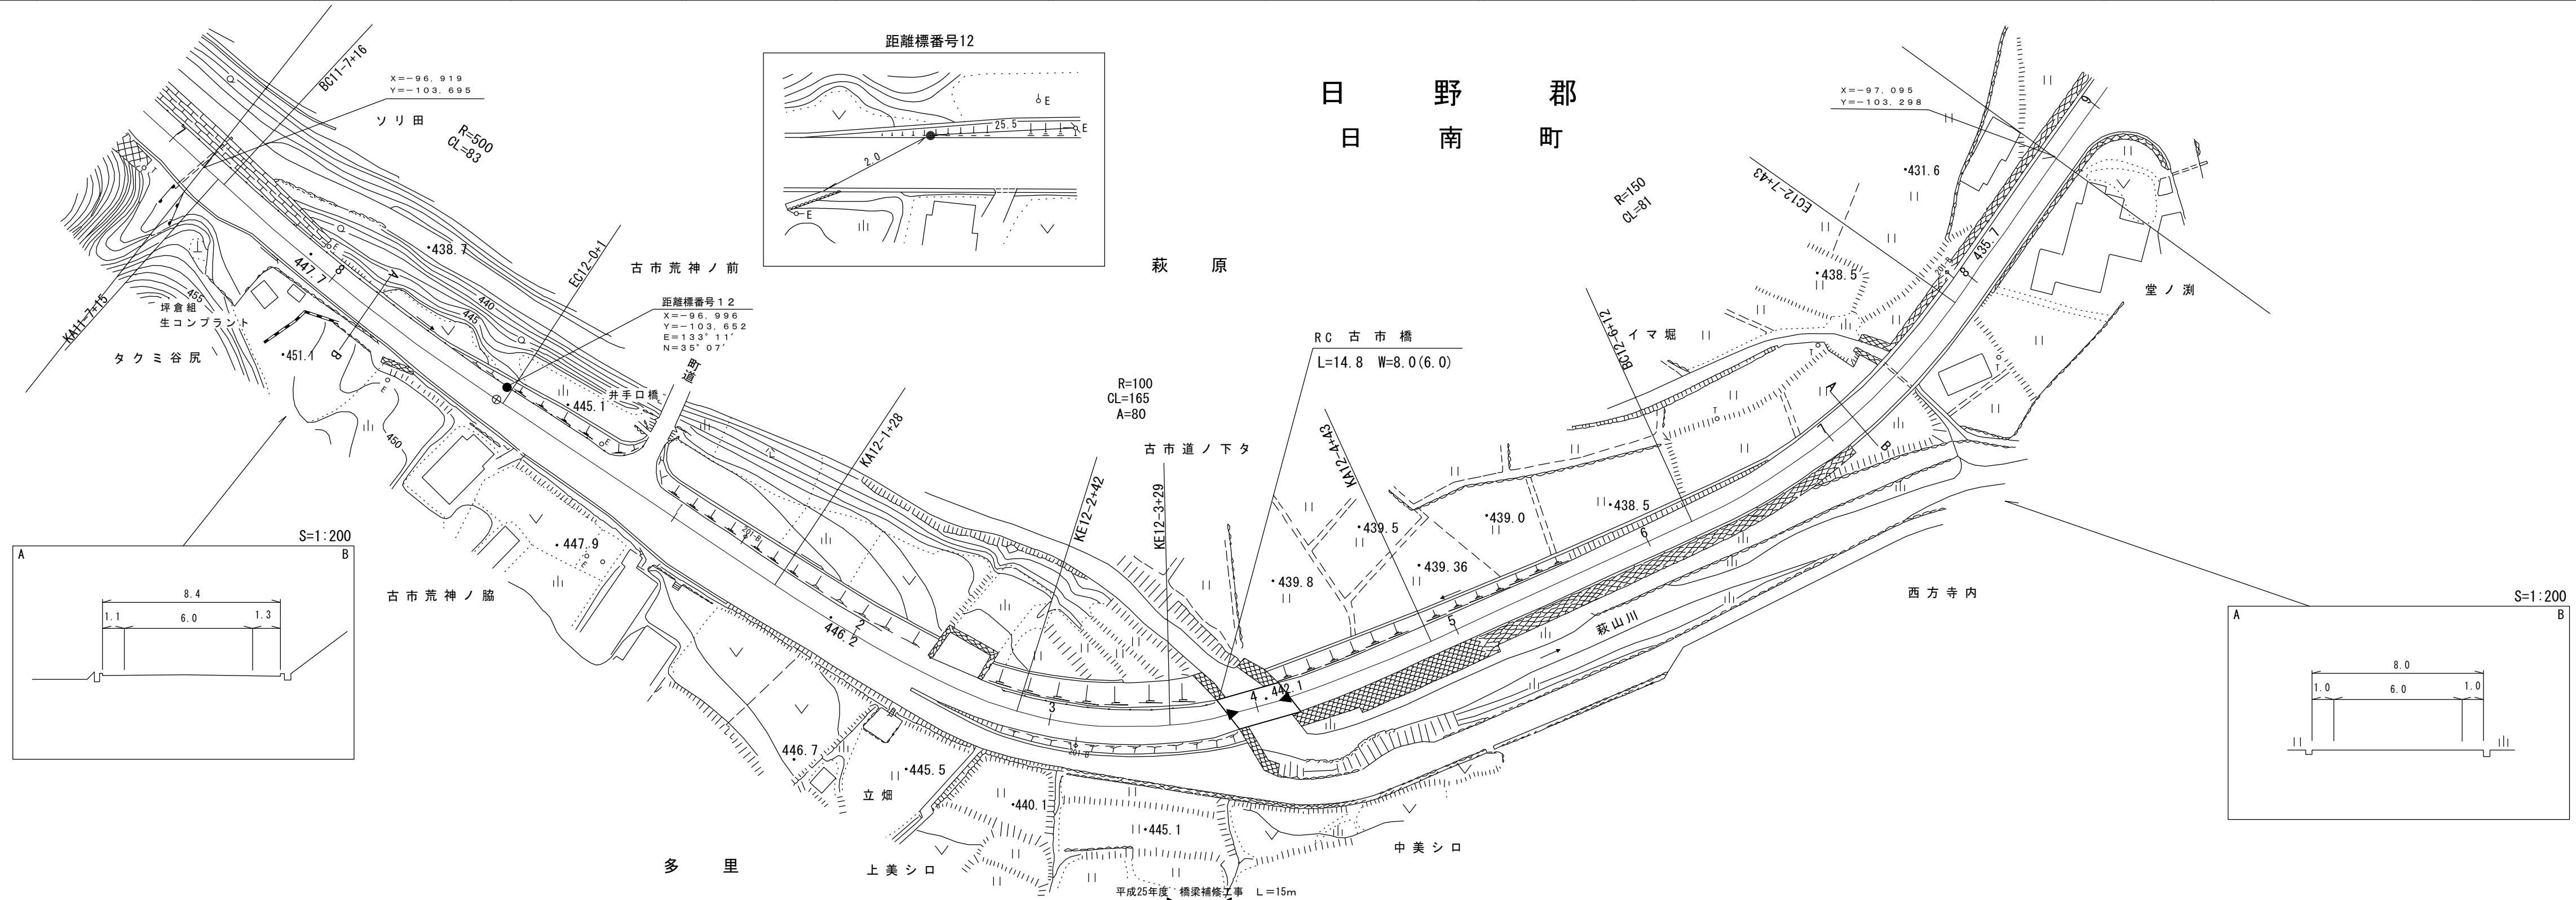 距離標番号12
25.5
2.0
E
E
E
日野郡
日南町
X=-96, 919
Y=-103, 695
ソリ田
BC11-7+16
R=500
CL=83
KA11-7+15
438.7
447.7
8
A
B
440
445
455
坪倉組
生コンプラント
タクミ谷尻
451.1
450
EC12-0+1
古市荒神ノ前
距離標番号12
X=-96, 996
Y=-103, 652
E=133°11′
N=35°07′
町道
井手口橋
445.1
KA12-1+28
萩原
R=100
CL=165
A=80
古市道ノ下タ
KE12-2+42
KE12-3+29
RC 古市橋
L=14.8 W=8.0(6.0)
KA12-4+43
R=150
CL=81
BC12-6+12
イマ堀
EC12-7+43
X=-97, 095
Y=-103, 298
431.6
438.5
435.7
9
8
堂ノ渕
439.5
439.0
438.5
439.8
439.36
7
A
B
6
5
4
442.1
3
2
446.2
201-B
201-B
201-B
萩山川
西方寺内
447.9
古市荒神ノ脇
446.7
445.5
立畑
440.1
445.1
多里
上美シロ
中美シロ
平成25年度 橋梁補修工事 L=15m
S=1:200
A
B
8.4
1.1
6.0
1.3
S=1:200
A
B
8.0
1.0
6.0
1.0